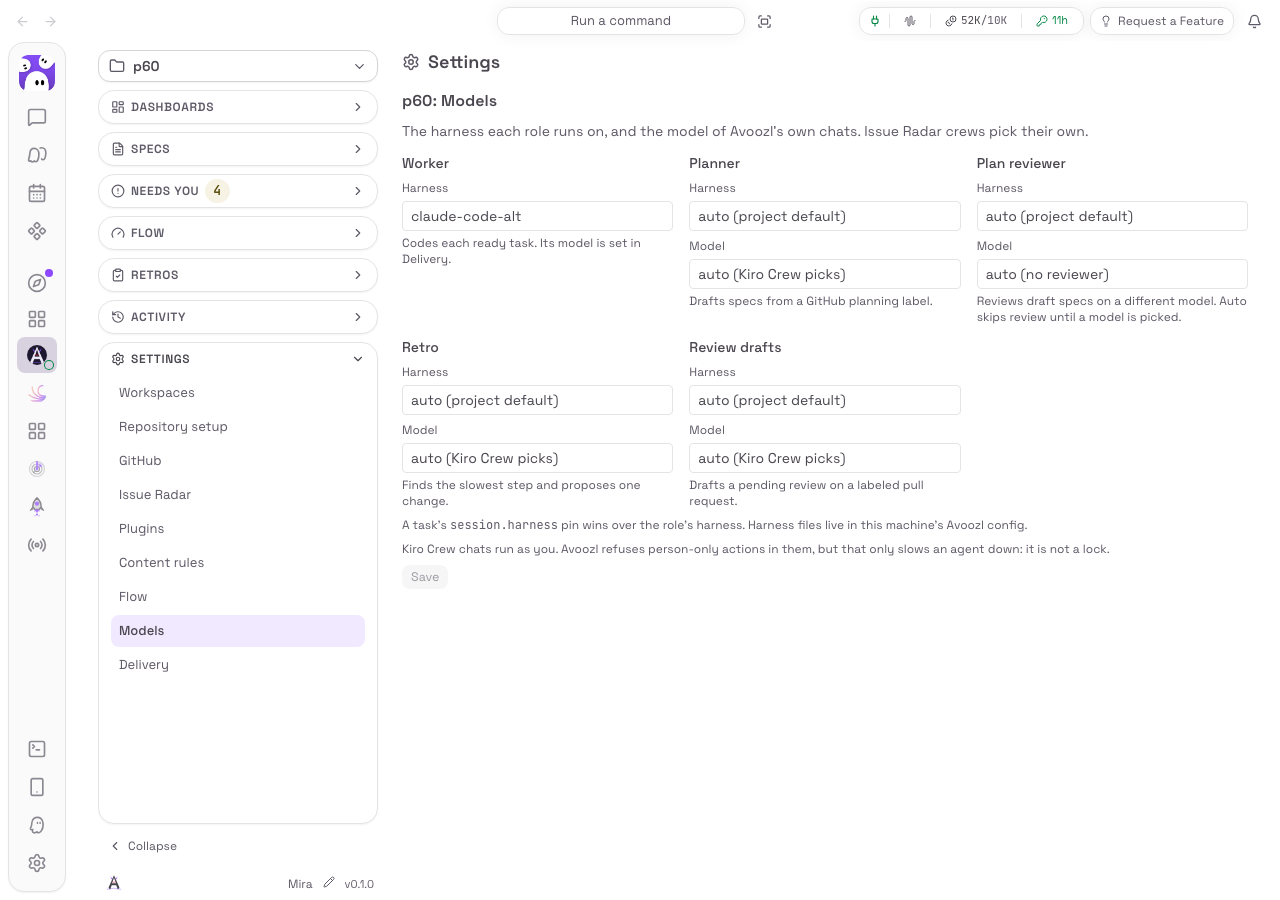 Run a command
52K/10K
11h
Request a Feature
p60
DASHBOARDS
SPECS
NEEDS YOU 4
FLOW
RETROS
ACTIVITY
SETTINGS
Workspaces
Repository setup
GitHub
Issue Radar
Plugins
Content rules
Flow
Models
Delivery
Collapse
Mira
v0.1.0
Settings
p60: Models
The harness each role runs on, and the model of Avoozl's own chats. Issue Radar crews pick their own.
Worker
Harness
claude-code-alt
Codes each ready task. Its model is set in
Delivery.
Planner
Harness
auto (project default)
Model
auto (Kiro Crew picks)
Drafts specs from a GitHub planning label.
Plan reviewer
Harness
auto (project default)
Model
auto (no reviewer)
Reviews draft specs on a different model. Auto
skips review until a model is picked.
Retro
Harness
auto (project default)
Model
auto (Kiro Crew picks)
Finds the slowest step and proposes one
change.
Review drafts
Harness
auto (project default)
Model
auto (Kiro Crew picks)
Drafts a pending review on a labeled pull
request.
A task's session.harness pin wins over the role's harness. Harness files live in this machine's Avoozl config.
Kiro Crew chats run as you. Avoozl refuses person-only actions in them, but that only slows an agent down: it is not a lock.
Save